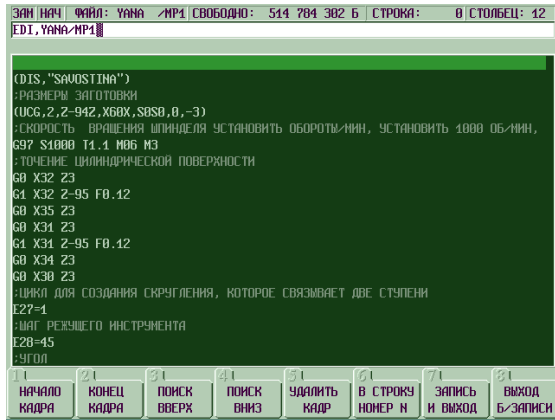 ЗАМ НАЧ ФАЙЛ: YANA /MP1 СВОБОДНО: 514 784 302 Б СТРОКА: 0 СТОЛБЕЦ: 12
EDI,YANA/MP1
(DIS,"SAVOSTINA")
;РАЗМЕРЫ ЗАГОТОВКИ
(UCG,2,Z-94Z,X60X,S0S0,0,-3)
;СКОРОСТЬ ВРАЩЕНИЯ ШПИНДЕЛЯ УСТАНОВИТЬ ОБОРОТЫ/МИН, УСТАНОВИТЬ 1000 ОБ/МИН,
G97 S1000 T1.1 M06 M3
;ТОЧЕНИЕ ЦИЛИНДРИЧЕСКОЙ ПОВЕРХНОСТИ
G0 X32 Z3
G1 X32 Z-95 F0.12
G0 X35 Z3
G0 X31 Z3
G1 X31 Z-95 F0.12
G0 X34 Z3
G0 X30 Z3
;ЦИКЛ ДЛЯ СОЗДАНИЯ СКРУГЛЕНИЯ, КОТОРОЕ СВЯЗЫВАЕТ ДВЕ СТУПЕНИ
E27=1
;ШАГ РЕЖУЩЕГО ИНСТРУМЕНТА
E28=45
;УГОЛ
1 2 3 4 5 6 7 8
НАЧАЛО КОНЕЦ ПОИСК ПОИСК УДАЛИТЬ В СТРОКУ ЗАПИСЬ ВЫХОД
КАДРА КАДРА ВВЕРХ ВНИЗ КАДР НОМЕР N И ВЫХОД Б/ЗАПИСИ